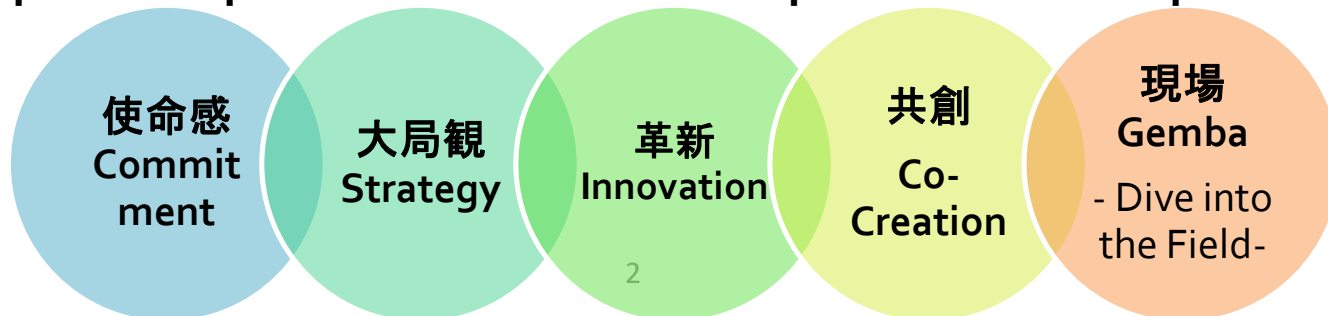 使命感
Commit
ment
大局観
Strategy
革新
Innovation
共創
Co-
Creation
現場
Gemba
- Dive into
the Field-
2